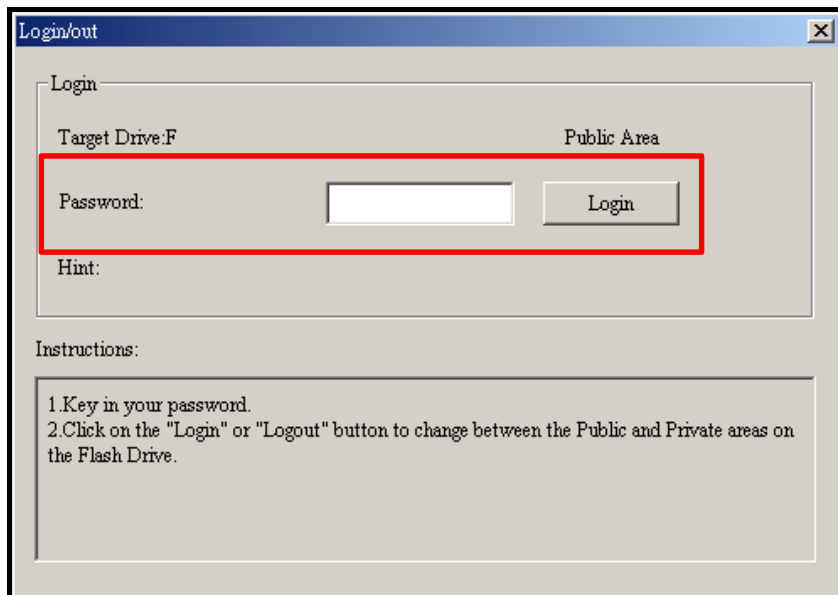 Login/out
Login
Target Drive:F Public Area
Password: Login
Hint:
Instructions:
1.Key in your password.
2.Click on the "Login" or "Logout" button to change between the Public and Private areas on
the Flash Drive.